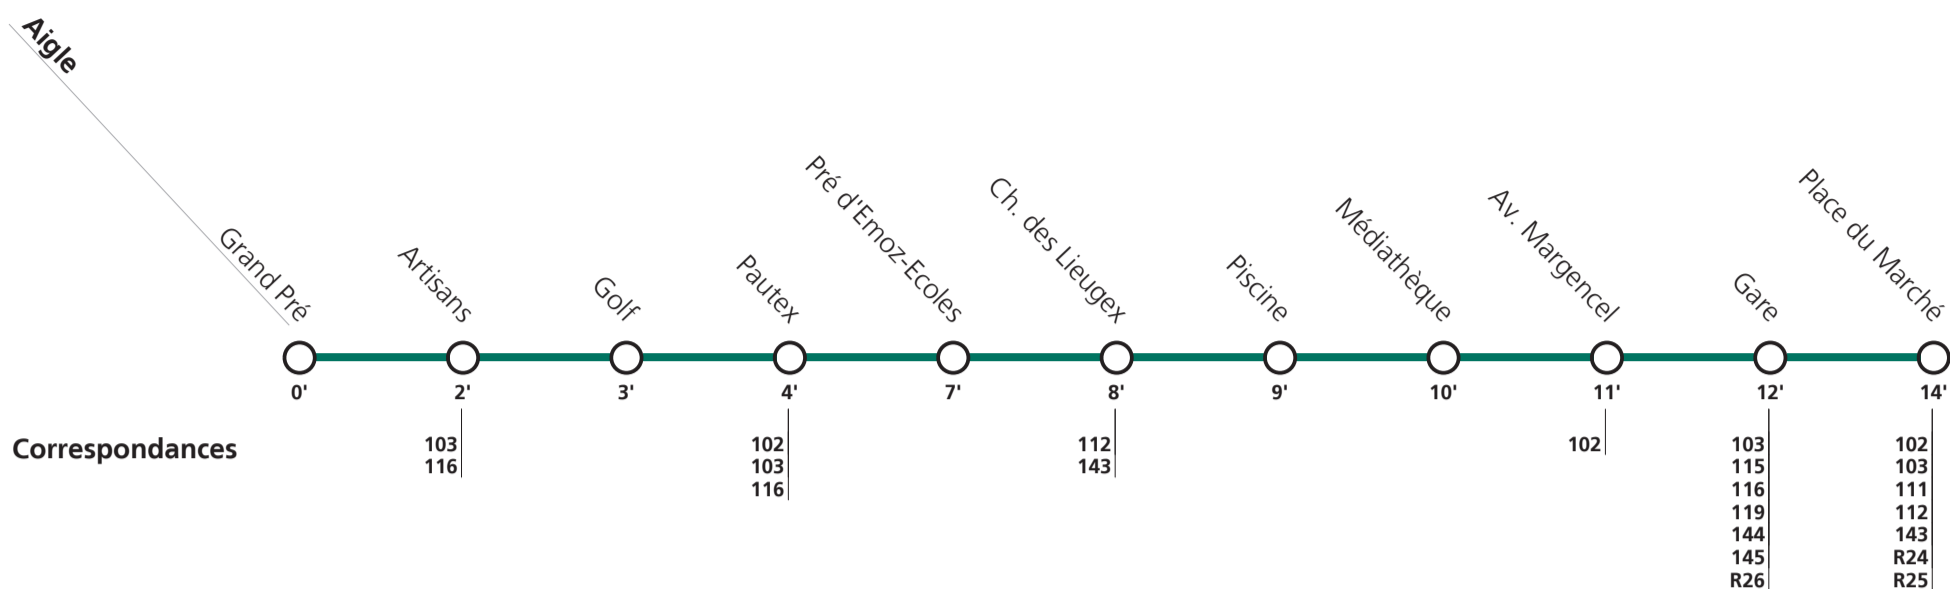 Aigle
Grand Pré
Artisans
Golf
Pautex
Pré d'Emoz-Ecoles
Ch. des Lieugex
Piscine
Médiathèque
Av. Margencel
Gare
Place du Marché
0' 2' 3' 4' 7' 8' 9' 10' 11' 12' 14'
Correspondances
103
116
102
103
116
112
143
102
103
115
116
119
144
145
R26
102
103
111
112
143
R24
R25